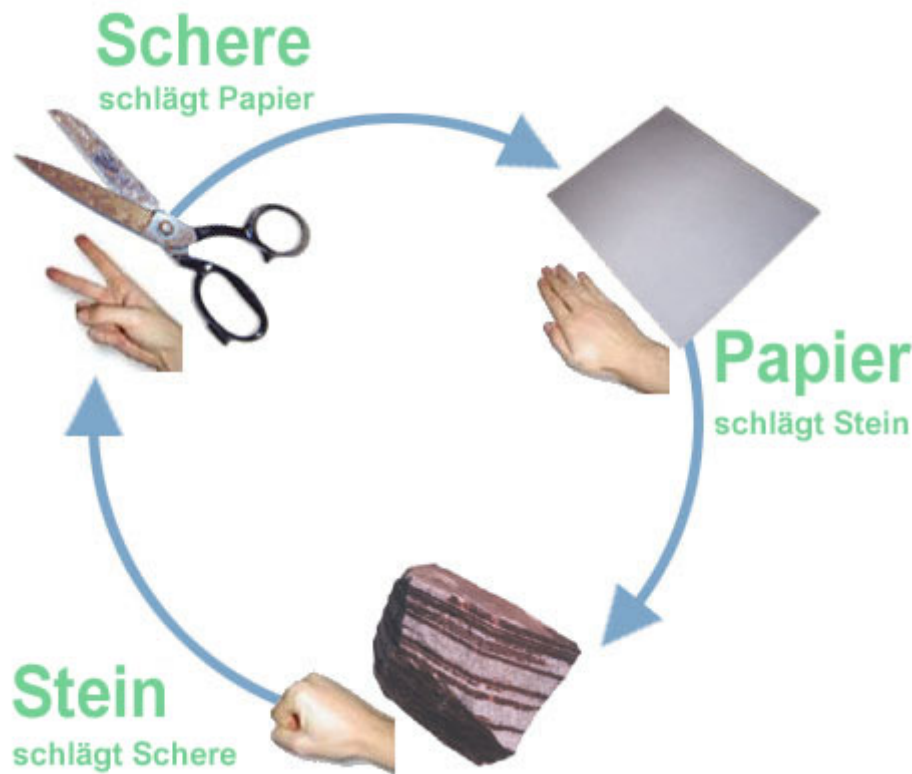 Schere
schlägt Papier
Papier
schlägt Stein
Stein
schlägt Schere